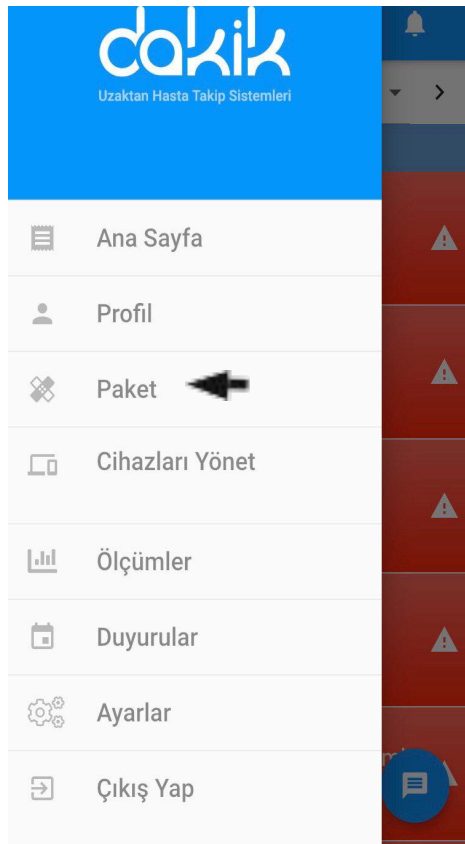 dakik
Uzaktan Hasta Takip Sistemleri
Ana Sayfa
Profil
Paket
Cihazları Yönet
Ölçümler
Duyurular
Ayarlar
Çıkış Yap